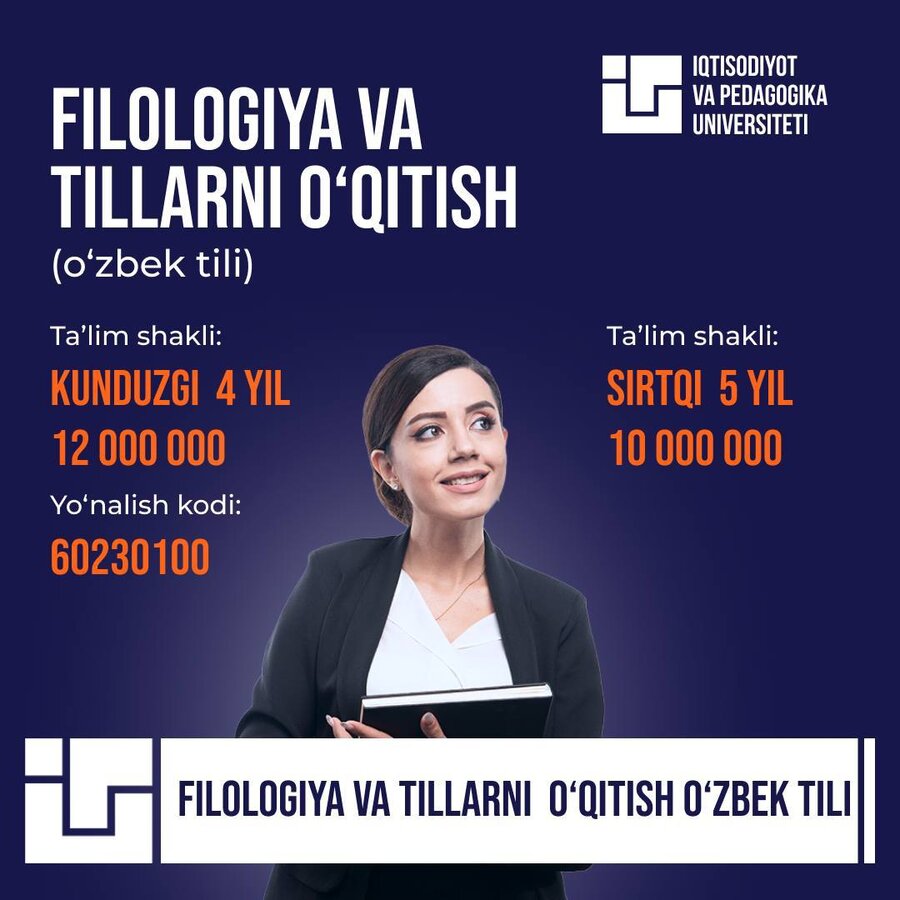 FILOLOGIYA VA
TILLARNI O‘QITISH
(o‘zbek tili)
IQTISODIYOT
VA PEDAGOGIKA
UNIVERSITETI
Ta’lim shakli:
KUNDUZGI 4 YIL
12 000 000
Yo‘nalish kodi:
60230100
Ta’lim shakli:
SIRTQI 5 YIL
10 000 000
FILOLOGIYA VA TILLARNI O‘QITISH O‘ZBEK TILI